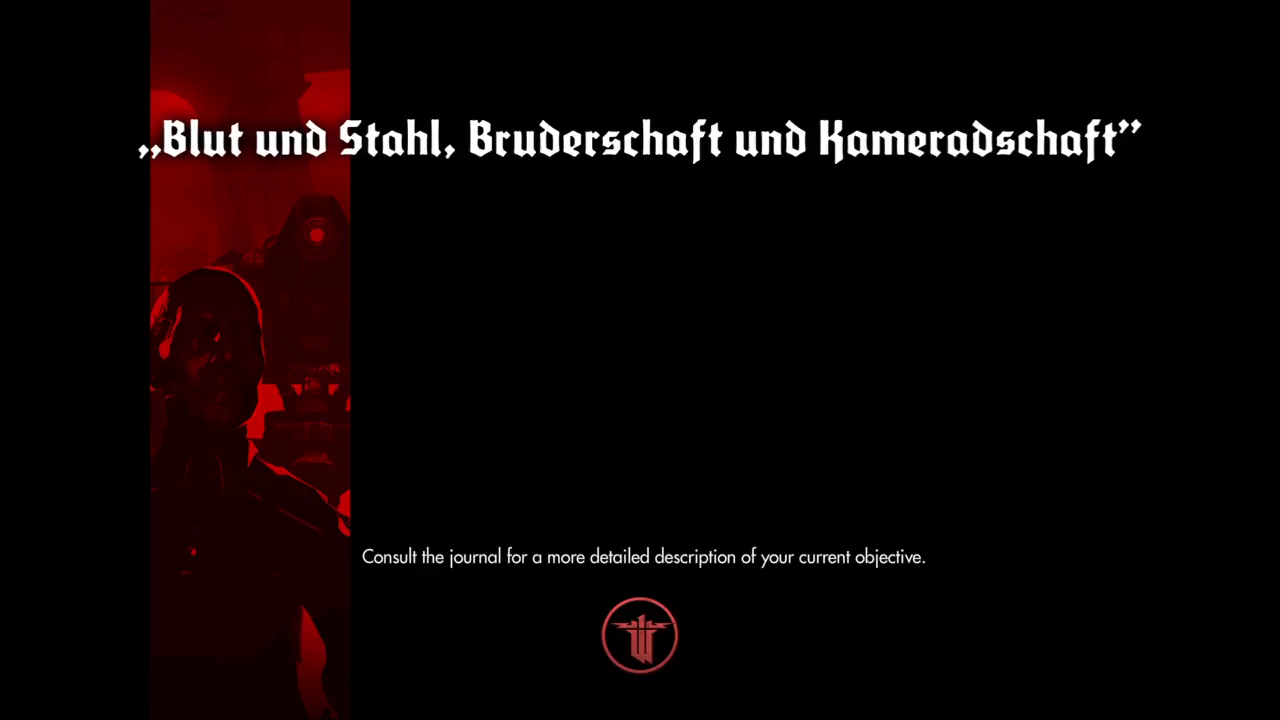 „Blut und Stahl, Bruderschaft und Kameradschaft”
Consult the journal for a more detailed description of your current objective.